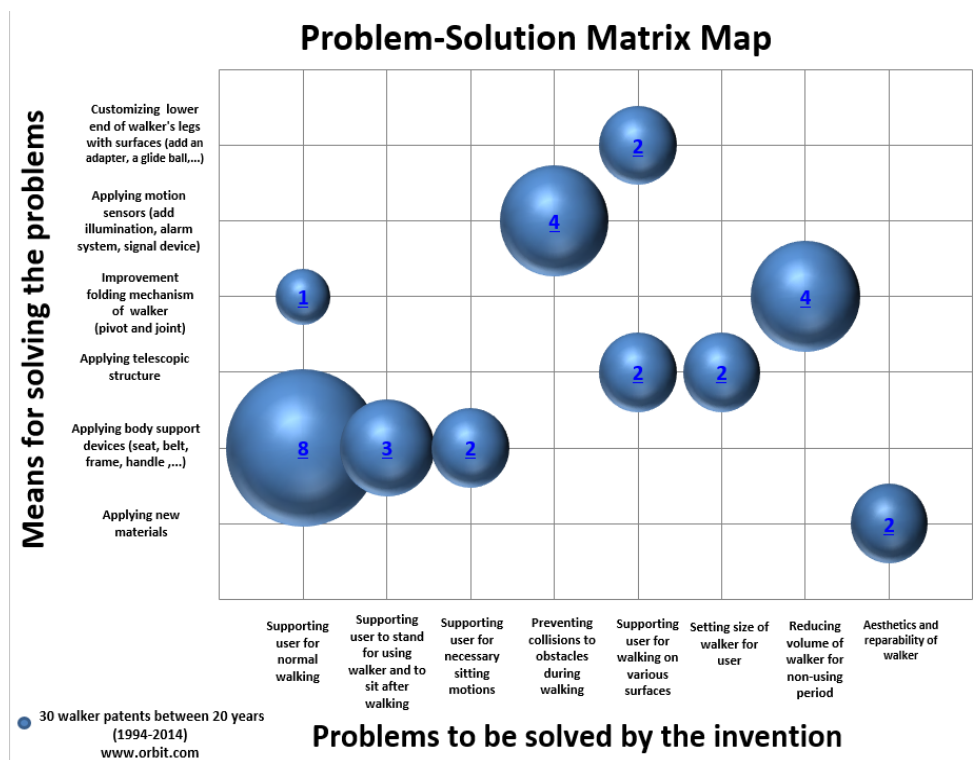 Problem-Solution Matrix Map
Means for solving the problems
Customizing lower
end of walker's legs
with surfaces (add an
adapter, a glide ball,...)
2
Applying motion
sensors (add
illumination, alarm
system, signal device)
4
Improvement
folding mechanism
of walker
(pivot and joint)
1
4
Applying telescopic
structure
2
2
Applying body support
devices (seat, belt,
frame, handle ,...)
8
3
2
Applying new
materials
2
Supporting
user for
normal
walking
Supporting
user to stand
for using
walker and to
sit after
walking
Supporting
user for
necessary
sitting
motions
Preventing
collisions to
obstacles
during
walking
Supporting
user for
walking on
various
surfaces
Setting size of
walker for
user
Reducing
volume of
walker for
non-using
period
Aesthetics and
reparability of
walker
30 walker patents between 20 years
(1994-2014)
www.orbit.com
Problems to be solved by the invention